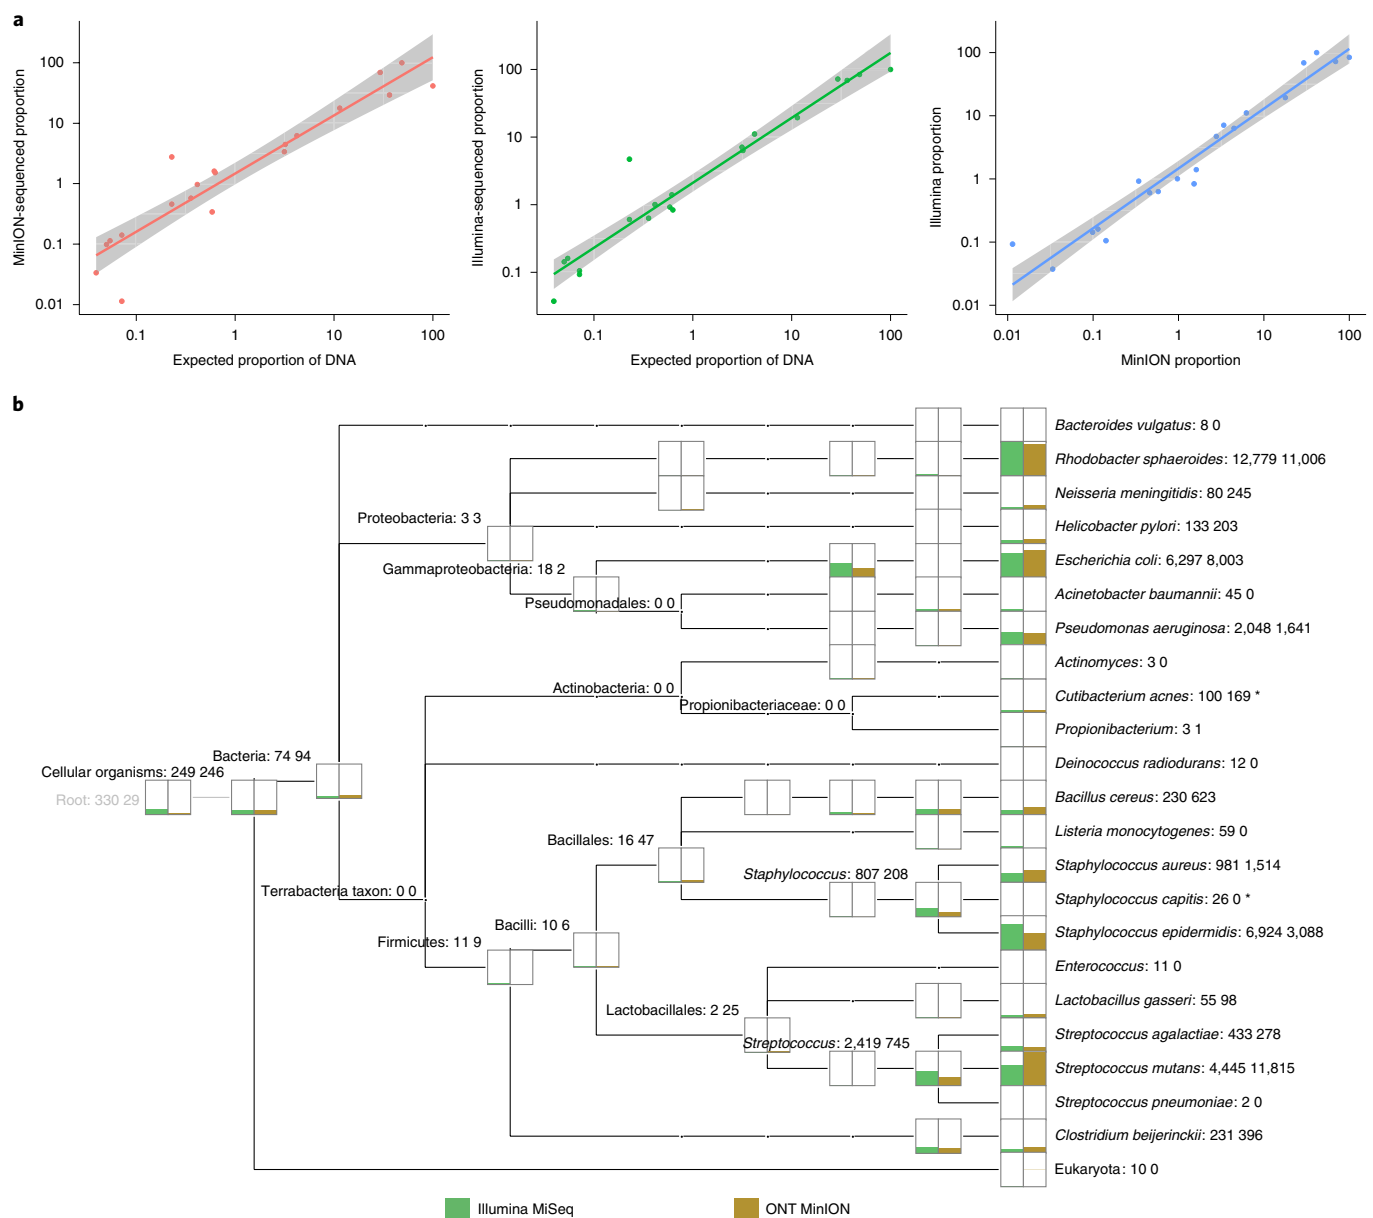 a
MinION-sequenced proportion
100
10
1
0.1
0.01
0.1
1
10
100
Expected proportion of DNA
Illumina-sequenced proportion
100
10
1
0.1
0.1
1
10
100
Expected proportion of DNA
Illumina proportion
100
10
1
0.1
0.01
0.01
0.1
1
10
100
MinION proportion
b
Bacteroides vulgatus: 8 0
Rhodobacter sphaeroides: 12,779 11,006
Neisseria meningitidis: 80 245
Proteobacteria: 3 3
Helicobacter pylori: 133 203
Gammaproteobacteria: 18 2
Escherichia coli: 6,297 8,003
Pseudomonadales: 0 0
Acinetobacter baumannii: 45 0
Pseudomonas aeruginosa: 2,048 1,641
Actinomyces: 3 0
Actinobacteria: 0 0
Propionibacteriaceae: 0 0
Cutibacterium acnes: 100 169 *
Propionibacterium: 3 1
Bacteria: 74 94
Deinococcus radiodurans: 12 0
Cellular organisms: 249 246
Root: 330 29
Bacillus cereus: 230 623
Bacillales: 16 47
Listeria monocytogenes: 59 0
Staphylococcus: 807 208
Staphylococcus aureus: 981 1,514
Terrabacteria taxon: 0 0
Staphylococcus capitis: 26 0 *
Bacilli: 10 6
Staphylococcus epidermidis: 6,924 3,088
Firmicutes: 11 9
Enterococcus: 11 0
Lactobacillales: 2 25
Lactobacillus gasseri: 55 98
Streptococcus: 2,419 745
Streptococcus agalactiae: 433 278
Streptococcus mutans: 4,445 11,815
Streptococcus pneumoniae: 2 0
Clostridium beijerinckii: 231 396
Eukaryota: 10 0
Illumina MiSeq
ONT MinION